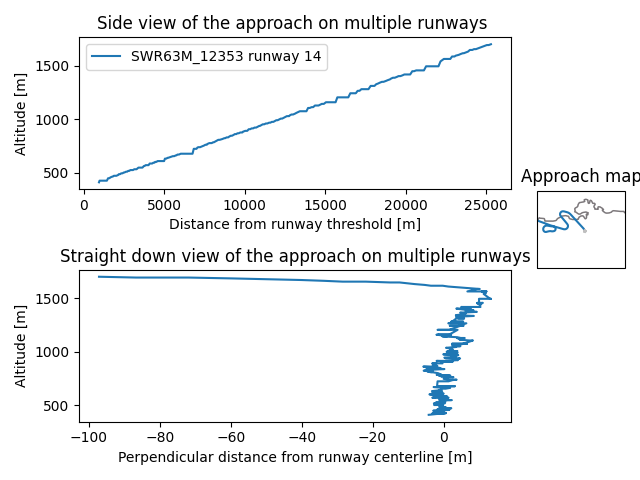 Side view of the approach on multiple runways
SWR63M_12353 runway 14
Altitude [m]
1500
1000
500
0 5000 10000 15000 20000 25000
Distance from runway threshold [m]
Approach map
Straight down view of the approach on multiple runways
Altitude [m]
1500
1000
500
−100 −80 −60 −40 −20 0
Perpendicular distance from runway centerline [m]